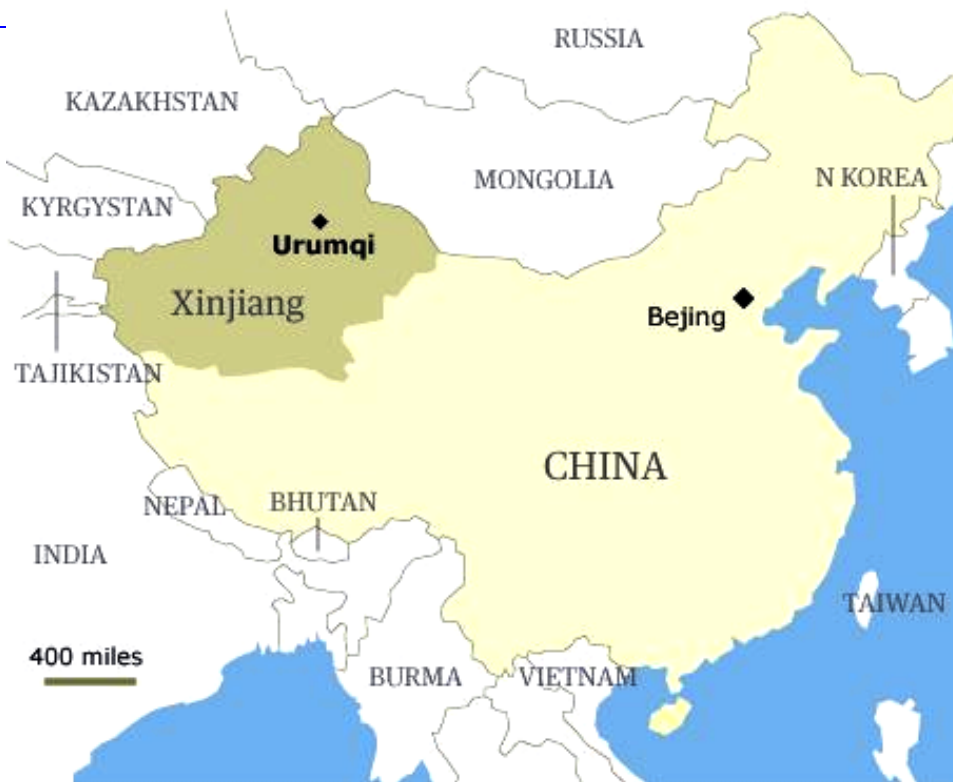 RUSSIA
KAZAKHSTAN
MONGOLIA
N KOREA
KYRGYSTAN
Urumqi
Xinjiang
Bejing
TAJIKISTAN
CHINA
NEPAL
BHUTAN
INDIA
TAIWAN
400 miles
BURMA
VIETNAM